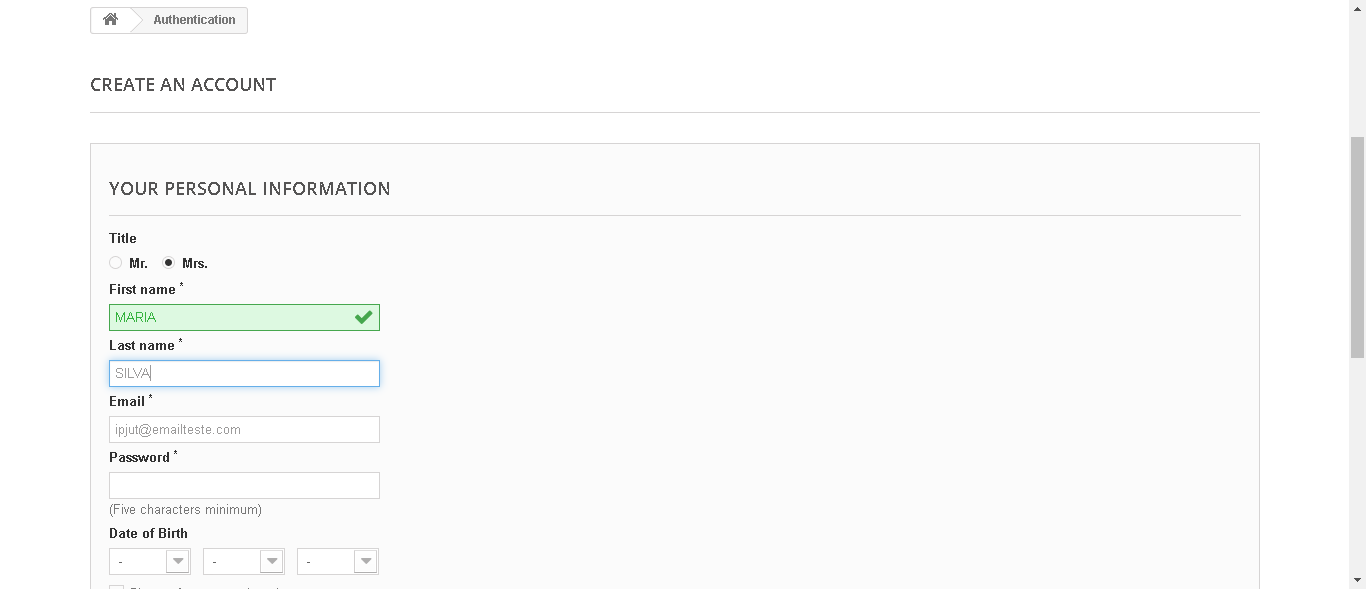 Authentication
CREATE AN ACCOUNT
YOUR PERSONAL INFORMATION
Title
Mr. Mrs.
First name *
MARIA
Last name *
SILVA
Email *
ipjut@emailteste.com
Password *
(Five characters minimum)
Date of Birth
- - -